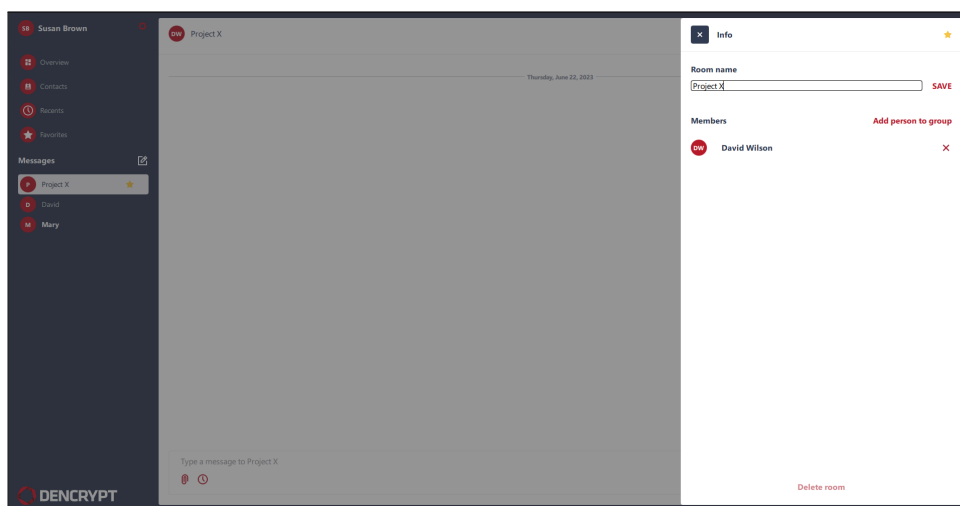 SB Susan Brown
Overview
Contacts
Recents
Favorites
Messages
P Project X
D David
M Mary
DENCRYPT
DW Project X
Thursday, June 22, 2023
Type a message to Project X
× Info
Room name
Project X SAVE
Members Add person to group
DW David Wilson ×
Delete room